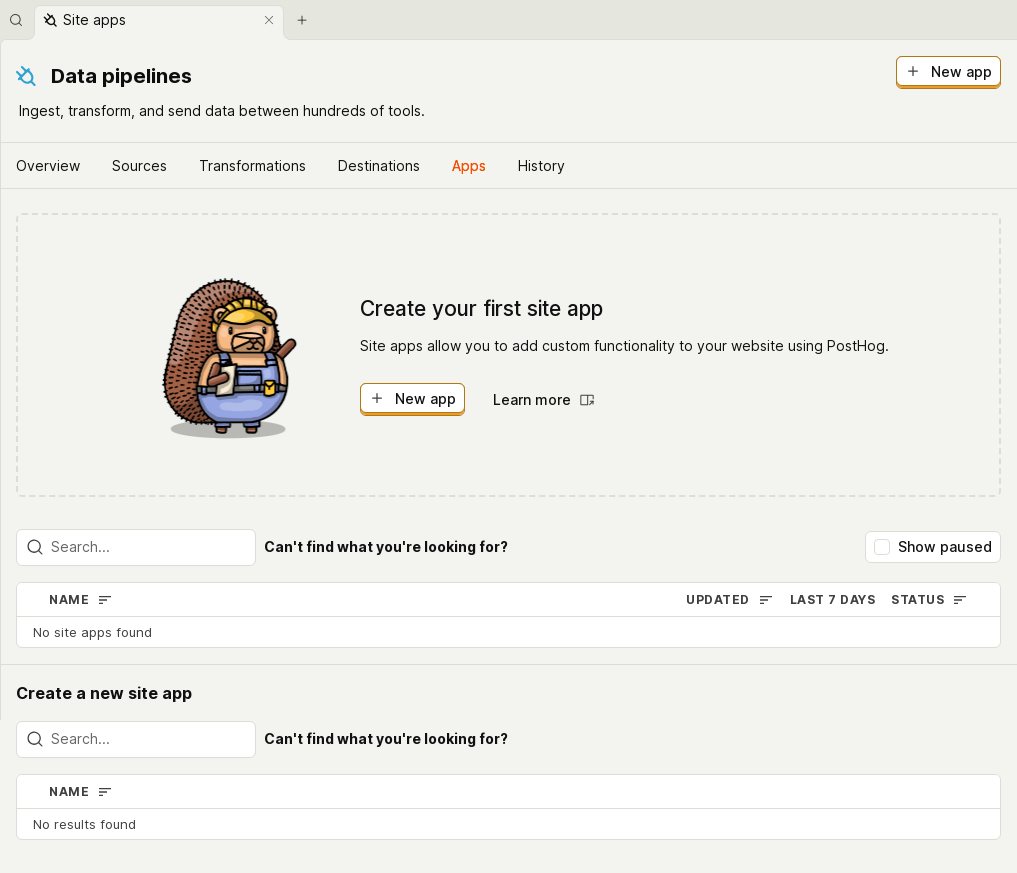 Site apps
Data pipelines
New app
Ingest, transform, and send data between hundreds of tools.
Overview Sources Transformations Destinations Apps History
Create your first site app
Site apps allow you to add custom functionality to your website using PostHog.
New app Learn more
Search... Can't find what you're looking for? Show paused
NAME UPDATED LAST 7 DAYS STATUS
No site apps found
Create a new site app
Search... Can't find what you're looking for?
NAME
No results found